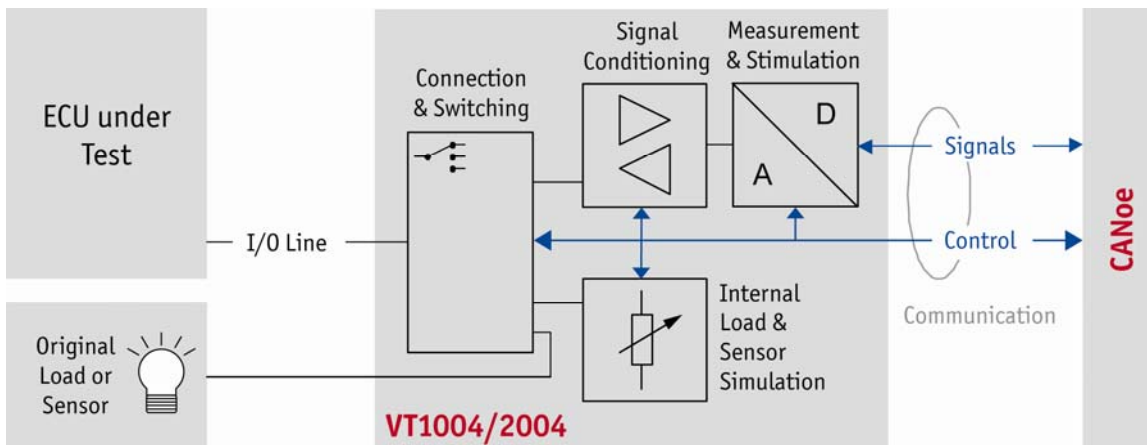 ECU under
Test
I/O Line
Original
Load or
Sensor
Connection
& Switching
Signal
Conditioning
Measurement
& Stimulation
D
A
Internal
Load &
Sensor
Simulation
VT1004/2004
Signals
Control
Communication
CANoe